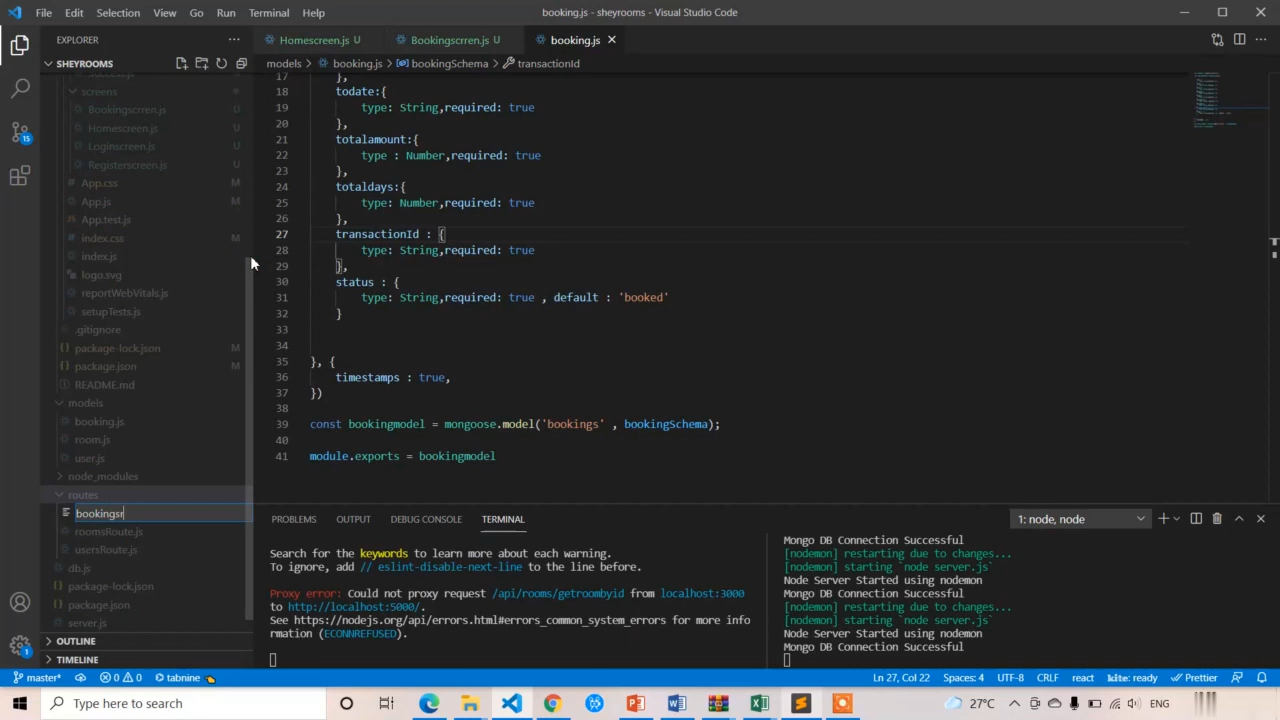 File Edit Selection View Go Run Terminal Help
booking.js - sheyrooms - Visual Studio Code
EXPLORER
Homescreen.js U
Bookingscrren.js U
booking.js
SHEYROOMS
models > booking.js > bookingSchema > transactionId
success.js
screens
Bookingscrren.js U
Homescreen.js U
Loginscreen.js U
Registerscreen.js U
App.css M
App.js M
App.test.js
index.css M
index.js
logo.svg
reportWebVitals.js
setupTests.js
.gitignore
package-lock.json M
package.json M
README.md
models
booking.js
room.js
user.js
node_modules
routes
bookingsr
roomsRoute.js
usersRoute.js
db.js
package-lock.json
package.json
server.js
OUTLINE
TIMELINE
17 },
18 todate:{
19 type: String,required: true
20 },
21 totalamount:{
22 type : Number,required: true
23 },
24 totaldays:{
25 type: Number,required: true
26 },
27 transactionId : {
28 type: String,required: true
29 },
30 status : {
31 type: String,required: true , default : 'booked'
32 }
33
34
35 }, {
36 timestamps : true,
37 })
38
39 const bookingmodel = mongoose.model('bookings' , bookingSchema);
40
41 module.exports = bookingmodel
PROBLEMS OUTPUT DEBUG CONSOLE TERMINAL
1: node, node
Search for the keywords to learn more about each warning.
To ignore, add // eslint-disable-next-line to the line before.
Proxy error: Could not proxy request /api/rooms/getroombyid from localhost:3000
to http://localhost:5000/.
See https://nodejs.org/api/errors.html#errors_common_system_errors for more info
rmation (ECONNREFUSED).
Mongo DB Connection Successful
[nodemon] restarting due to changes...
[nodemon] starting `node server.js`
Node Server Started using nodemon
Mongo DB Connection Successful
[nodemon] restarting due to changes...
[nodemon] starting `node server.js`
Node Server Started using nodemon
Mongo DB Connection Successful
master* 0 0 tabnine
Ln 27, Col 22 Spaces: 4 UTF-8 CRLF react kite: ready Prettier
15
1
Type here to search
27°C
ENG